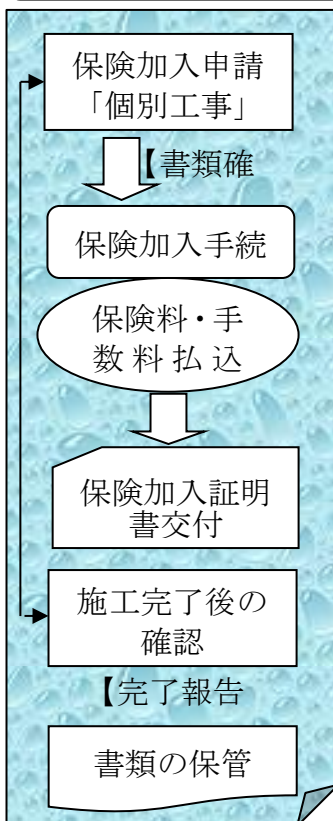 保険加入申請
「個別工事」
【書類確
保険加入手続
保険料・手
数料払込
保険加入証明
書交付
施工完了後の
確認
【完了報告
書類の保管